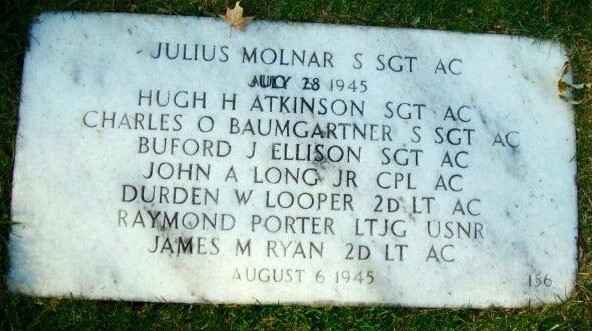 JULIUS MOLNAR S SGT AC
JULY 28 1945
HUGH H ATKINSON SGT AC
CHARLES O BAUMGARTNER S SGT AC
BUFORD J ELLISON SGT AC
JOHN A LONG JR CPL AC
DURDEN W LOOPER 2D LT AC
RAYMOND PORTER LTJG USNR
JAMES M RYAN 2D LT AC
AUGUST 6 1945
156